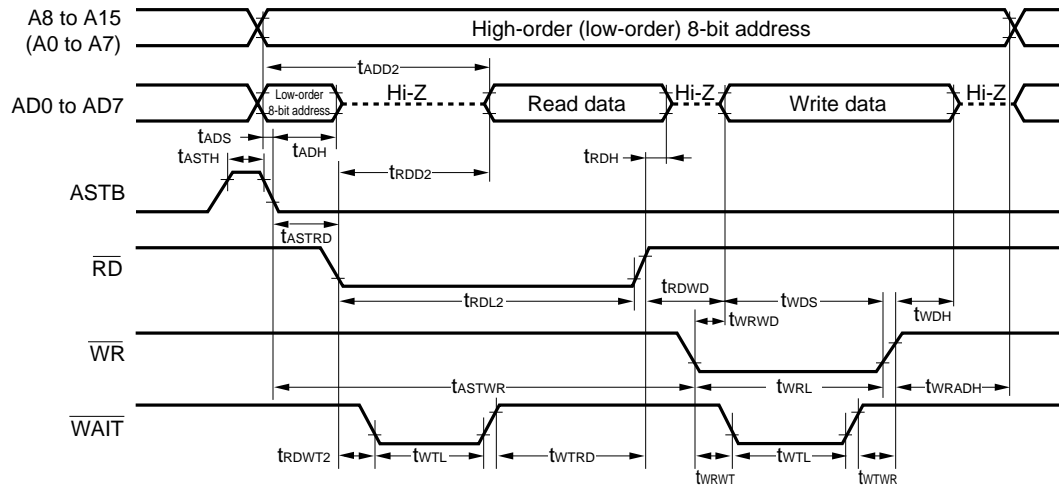 A8 to A15
(A0 to A7)
High-order (low-order) 8-bit address
tADD2
AD0 to AD7
Low-order
8-bit address
Hi-Z
Read data
Hi-Z
Write data
Hi-Z
tADS
tADH
tASTH
tRDD2
tRDH
ASTB
tASTRD
RD
tRDL2
tRDWD
tWDS
tWDH
tWRWD
WR
tASTWR
tWRL
tWRADH
WAIT
tRDWT2
tWTL
tWTRD
tWRWT
tWTL
tWTWR